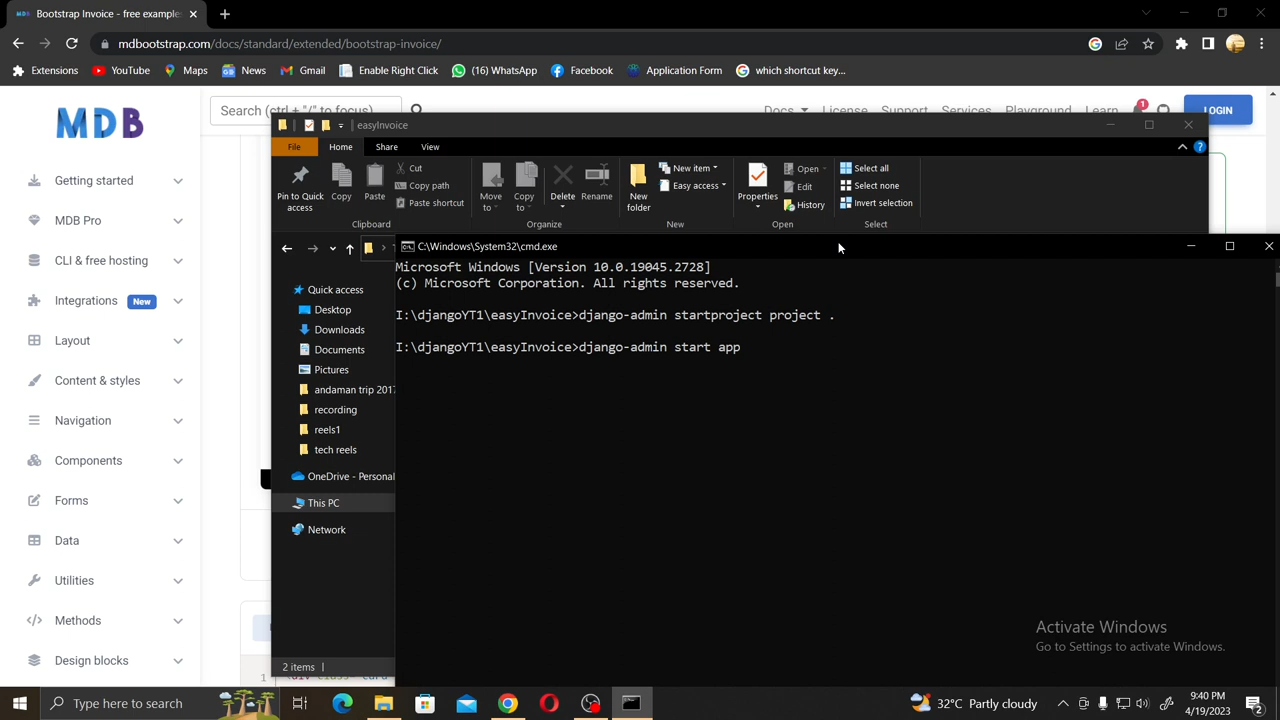 Bootstrap Invoice - free example
mdbootstrap.com/docs/standard/extended/bootstrap-invoice/
Extensions
YouTube
Maps
News
Gmail
Enable Right Click
(16) WhatsApp
Facebook
Application Form
which shortcut key...
MDB
Search (ctrl + "/" to focus)
Docs
License
Support
Services
Playground
Learn
1
LOGIN
Getting started
MDB Pro
CLI & free hosting
Integrations New
Layout
Content & styles
Navigation
Components
Forms
Data
Utilities
Methods
Design blocks
easyInvoice
File
Home
Share
View
Pin to Quick access
Copy
Paste
Cut
Copy path
Paste shortcut
Clipboard
Move to
Copy to
Delete
Rename
Organize
New folder
New item
Easy access
New
Properties
Open
Edit
History
Open
Select all
Select none
Invert selection
Select
Quick access
Desktop
Downloads
Documents
Pictures
andaman trip 2017
recording
reels1
tech reels
OneDrive - Personal
This PC
Network
2 items
1
C:\Windows\System32\cmd.exe
Microsoft Windows [Version 10.0.19045.2728]
(c) Microsoft Corporation. All rights reserved.
I:\djangoYT1\easyInvoice>django-admin startproject project .
I:\djangoYT1\easyInvoice>django-admin start app
Activate Windows
Go to Settings to activate Windows.
Type here to search
32°C Partly cloudy
9:40 PM
4/19/2023
2